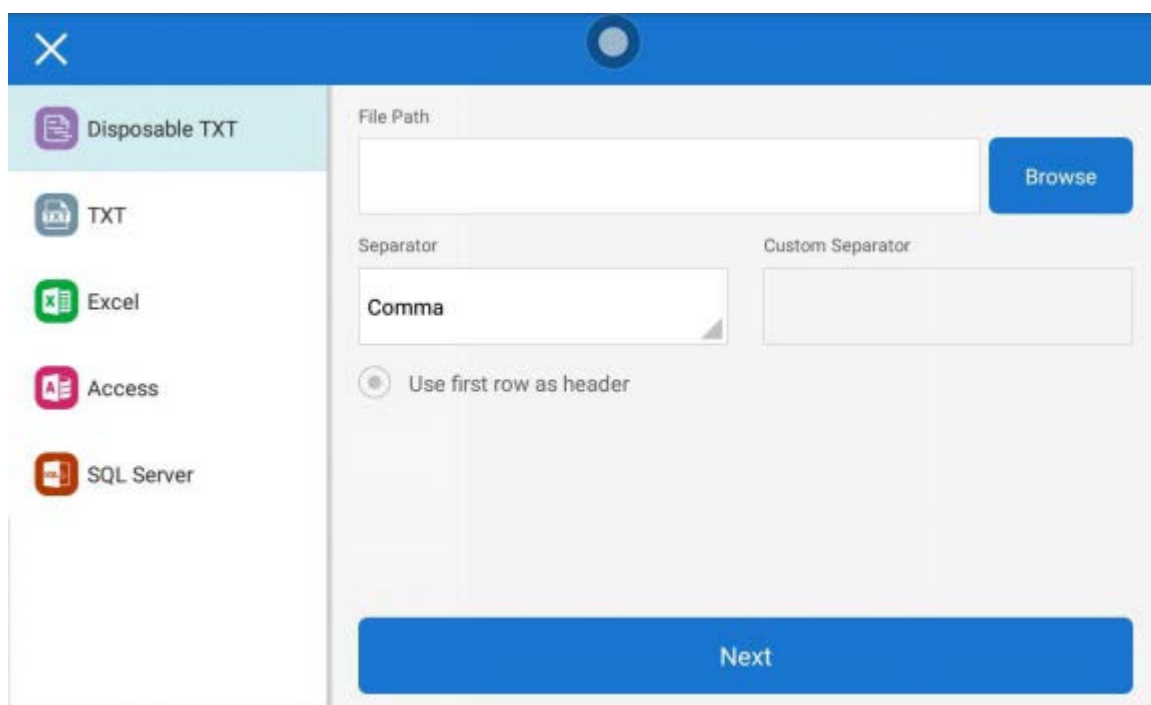 Disposable TXT
TXT
Excel
Access
SQL Server
File Path
Browse
Separator
Custom Separator
Comma
Use first row as header
Next